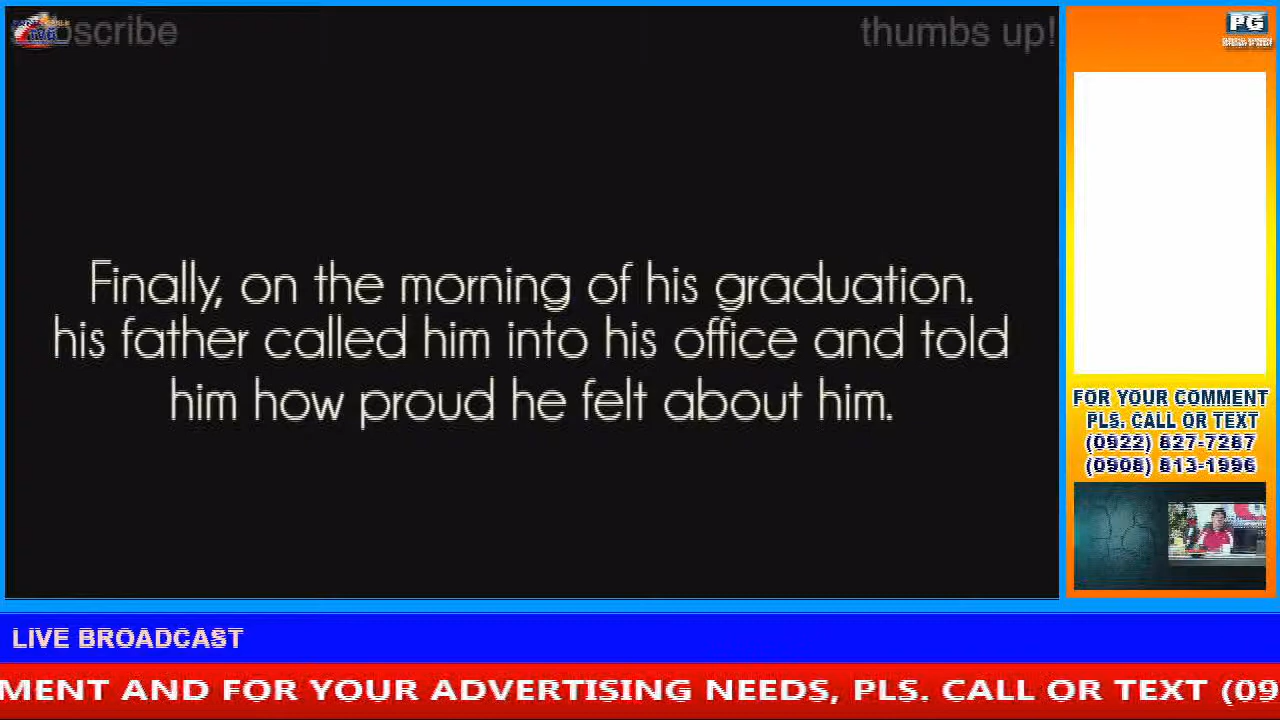 subscribe
thumbs up!
PG
Finally, on the morning of his graduation.
his father called him into his office and told
him how proud he felt about him.
FOR YOUR COMMENT
PLS. CALL OR TEXT
(0922) 827-7287
(0908) 813-1996
LIVE BROADCAST
MENT AND FOR YOUR ADVERTISING NEEDS, PLS. CALL OR TEXT (09